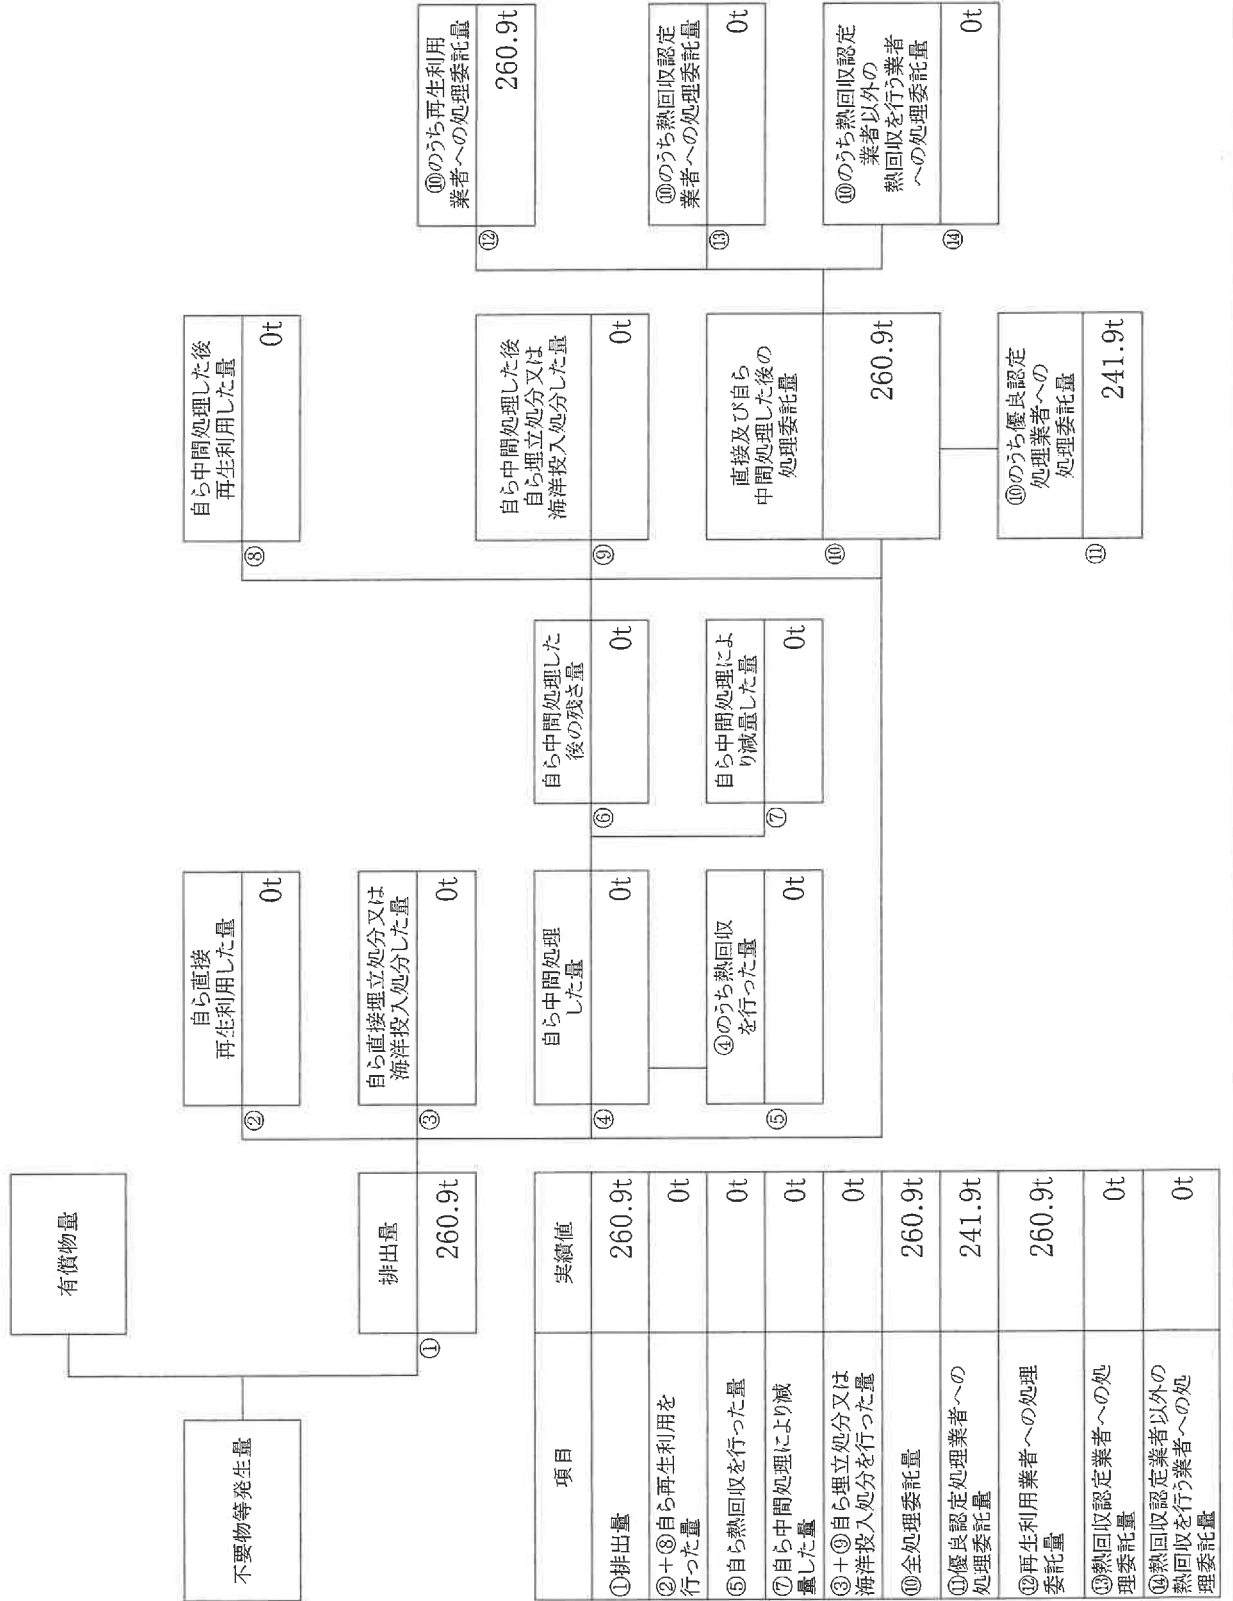 有償物量
不要物等発生量
排出量
①
260.9t
自ら直接
再生利用した量
②
0t
自ら直接埋立処分又は
海洋投入処分した量
③
0t
自ら中間処理
した量
④
0t
④のうち熱回収
を行った量
⑤
0t
自ら中間処理した
後の残さ量
⑥
0t
自ら中間処理によ
り減量した量
⑦
0t
自ら中間処理した後
再生利用した量
⑧
0t
自ら中間処理した後
自ら埋立処分又は
海洋投入処分した量
⑨
0t
直接及び自ら
中間処理した後の
処理委託量
⑩
260.9t
⑩のうち優良認定
処理業者への
処理委託量
⑪
241.9t
⑩のうち再生利用
業者への処理委託量
⑫
260.9t
⑩のうち熱回収認定
業者への処理委託量
⑬
0t
⑩のうち熱回収認定
業者以外の
熱回収を行う業者
への処理委託量
⑭
0t
項目
実績値
①排出量
260.9t
②+⑧自ら再生利用を
行った量
0t
⑤自ら熱回収を行った量
0t
⑦自ら中間処理により減
量した量
0t
③+⑨自ら埋立処分又は
海洋投入処分を行った量
0t
⑩全処理委託量
260.9t
⑪優良認定処理業者への
処理委託量
241.9t
⑫再生利用業者への処理
委託量
260.9t
⑬熱回収認定業者への処
理委託量
0t
⑭熱回収認定業者以外の
熱回収を行う業者への処
理委託量
0t